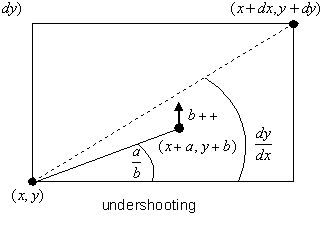 dy)
(x+dx,y+dy)
b++
(x+a,y+b)
a
b
dy
dx
(x,y)
undershooting